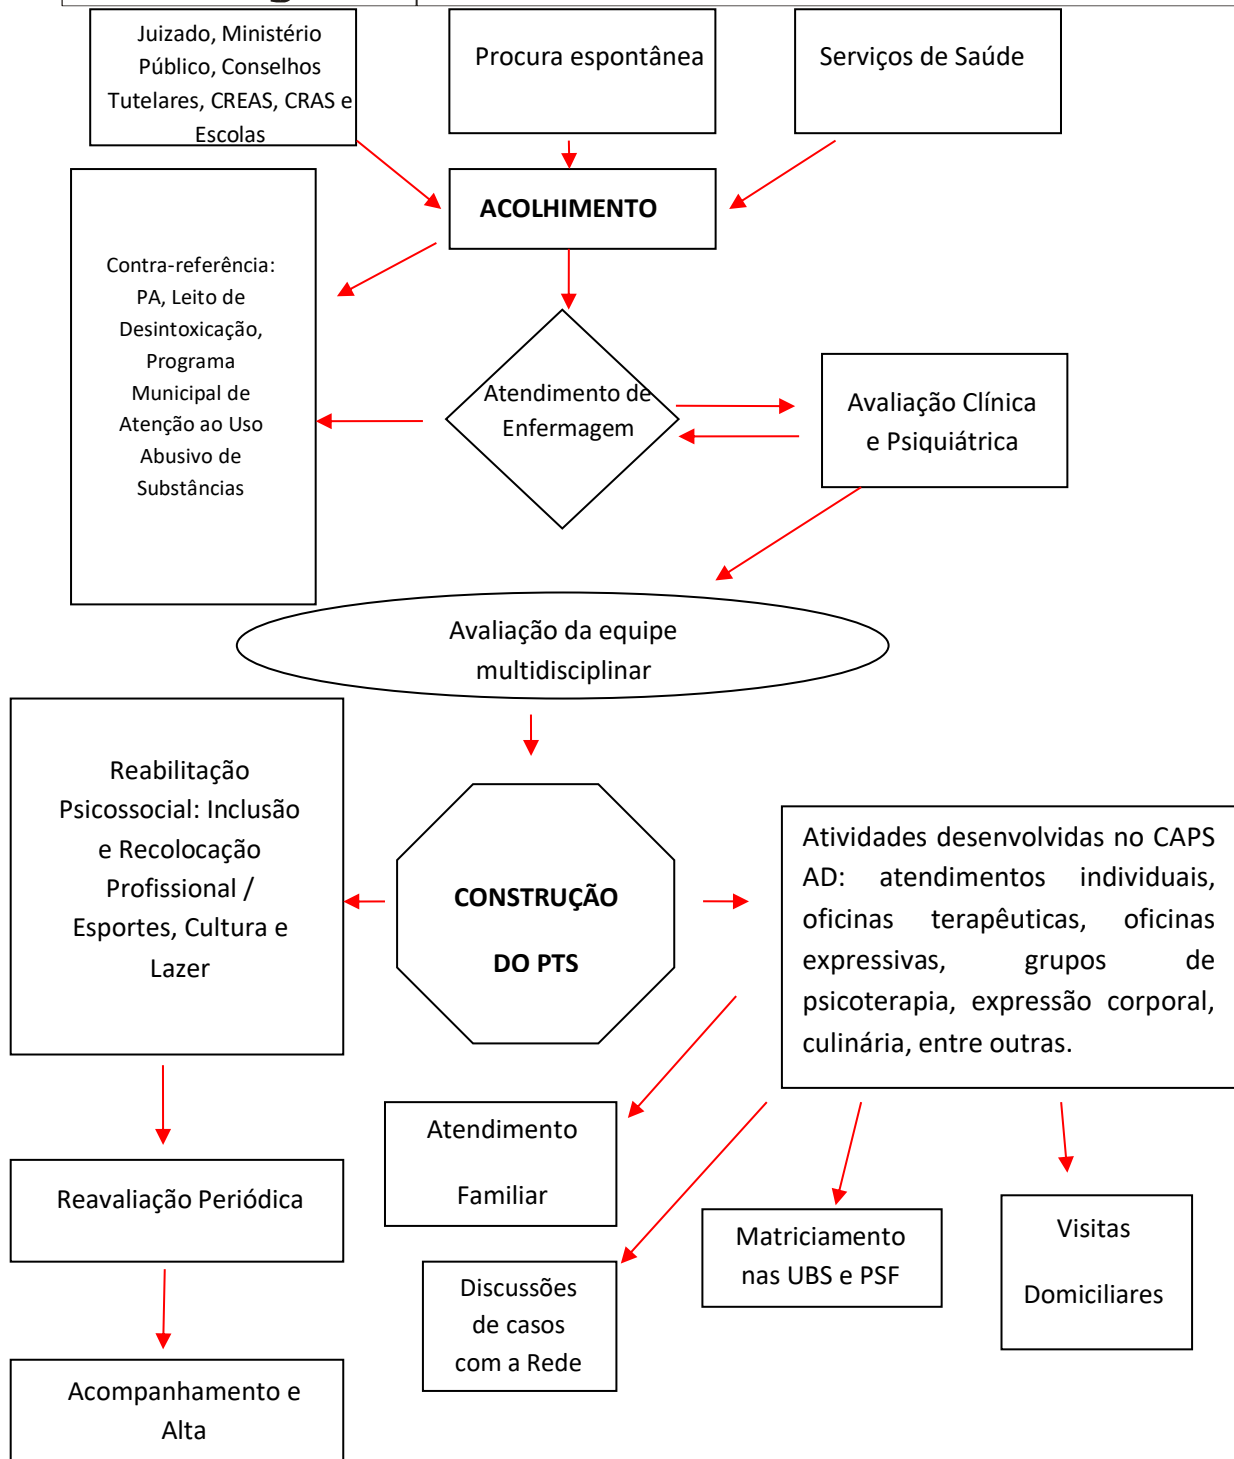 Juizado, Ministério
Público, Conselhos
Tutelares, CREAS, CRAS e
Escolas
Procura espontânea
Serviços de Saúde
ACOLHIMENTO
Contra-referência:
PA, Leito de
Desintoxicação,
Programa
Municipal de
Atenção ao Uso
Abusivo de
Substâncias
Atendimento de
Enfermagem
Avaliação Clínica
e Psiquiátrica
Avaliação da equipe
multidisciplinar
Reabilitação
Psicossocial: Inclusão
e Recolocação
Profissional /
Esportes, Cultura e
Lazer
CONSTRUÇÃO
DO PTS
Atividades desenvolvidas no CAPS
AD: atendimentos individuais,
oficinas terapêuticas, oficinas
expressivas, grupos de
psicoterapia, expressão corporal,
culinária, entre outras.
Atendimento
Familiar
Reavaliação Periódica
Discussões
de casos
com a Rede
Matriciamento
nas UBS e PSF
Visitas
Domiciliares
Acompanhamento e
Alta